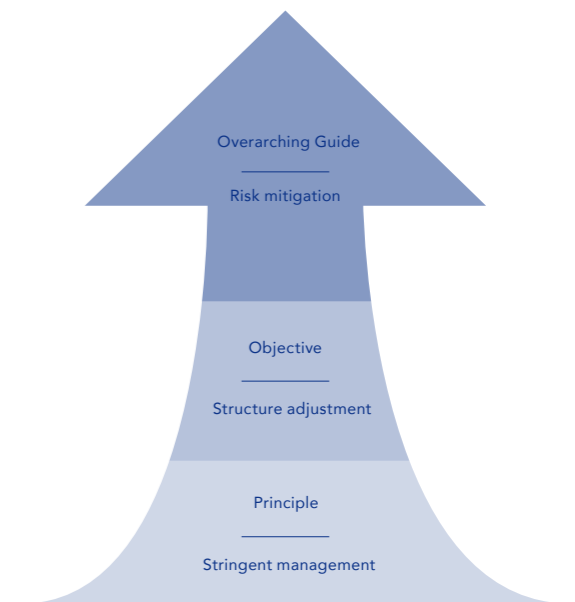 Overarching Guide
Risk mitigation
Objective
Structure adjustment
Principle
Stringent management